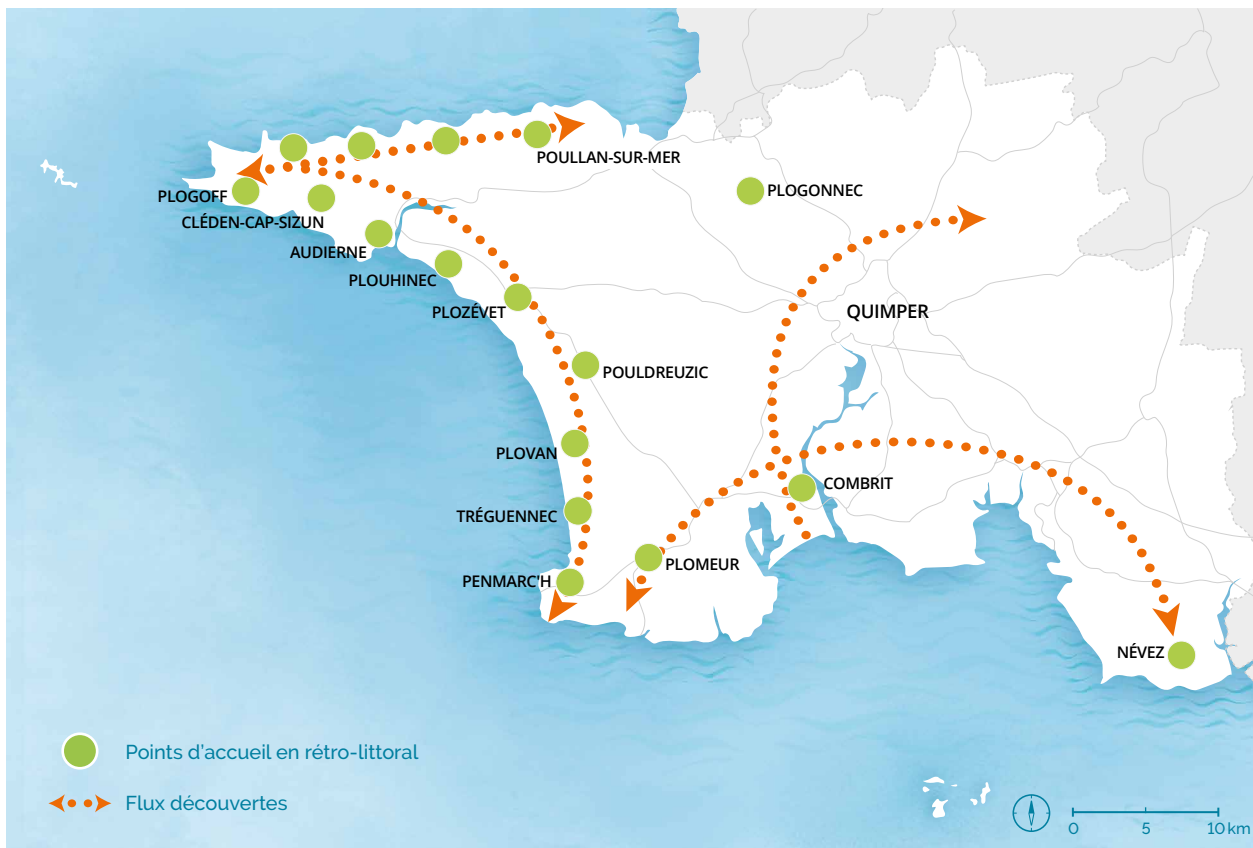 POULLAN-SUR-MER
PLOGONNEC
PLOGOFF
CLÉDEN-CAP-SIZUN
AUDIERNE
PLOUHINEC
PLOZÉVET
QUIMPER
POULDREUZIC
PLOVAN
COMBRIT
TRÉGUENNEC
PLOMEUR
PENMARC'H
NÉVEZ
Points d'accueil en rétro-littoral
Flux découvertes
0 5 10 km